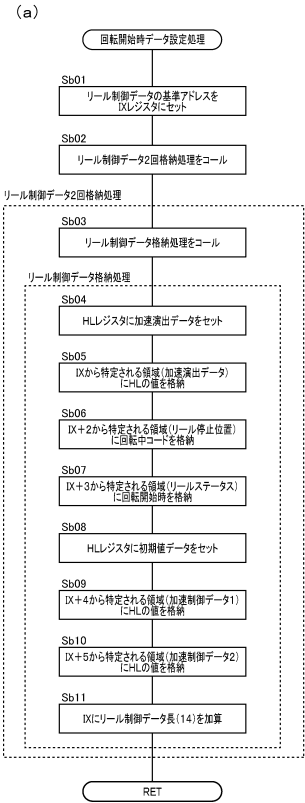 (a)
回転開始時データ設定処理
Sb01
リール制御データの基準アドレスを
IXレジスタにセット
Sb02
リール制御データ2回格納処理をコール
リール制御データ2回格納処理
Sb03
リール制御データ格納処理をコール
リール制御データ格納処理
Sb04
HLレジスタに加速演出データをセット
Sb05
IXから特定される領域(加速演出データ)
にHLの値を格納
Sb06
IX+2から特定される領域(リール停止位置)
に回転中コードを格納
Sb07
IX+3から特定される領域(リールステータス)
に回転開始時を格納
Sb08
HLレジスタに初期値データをセット
Sb09
IX+4から特定される領域(加速制御データ1)
にHLの値を格納
Sb10
IX+5から特定される領域(加速制御データ2)
にHLの値を格納
Sb11
IXにリール制御データ長(14)を加算
RET